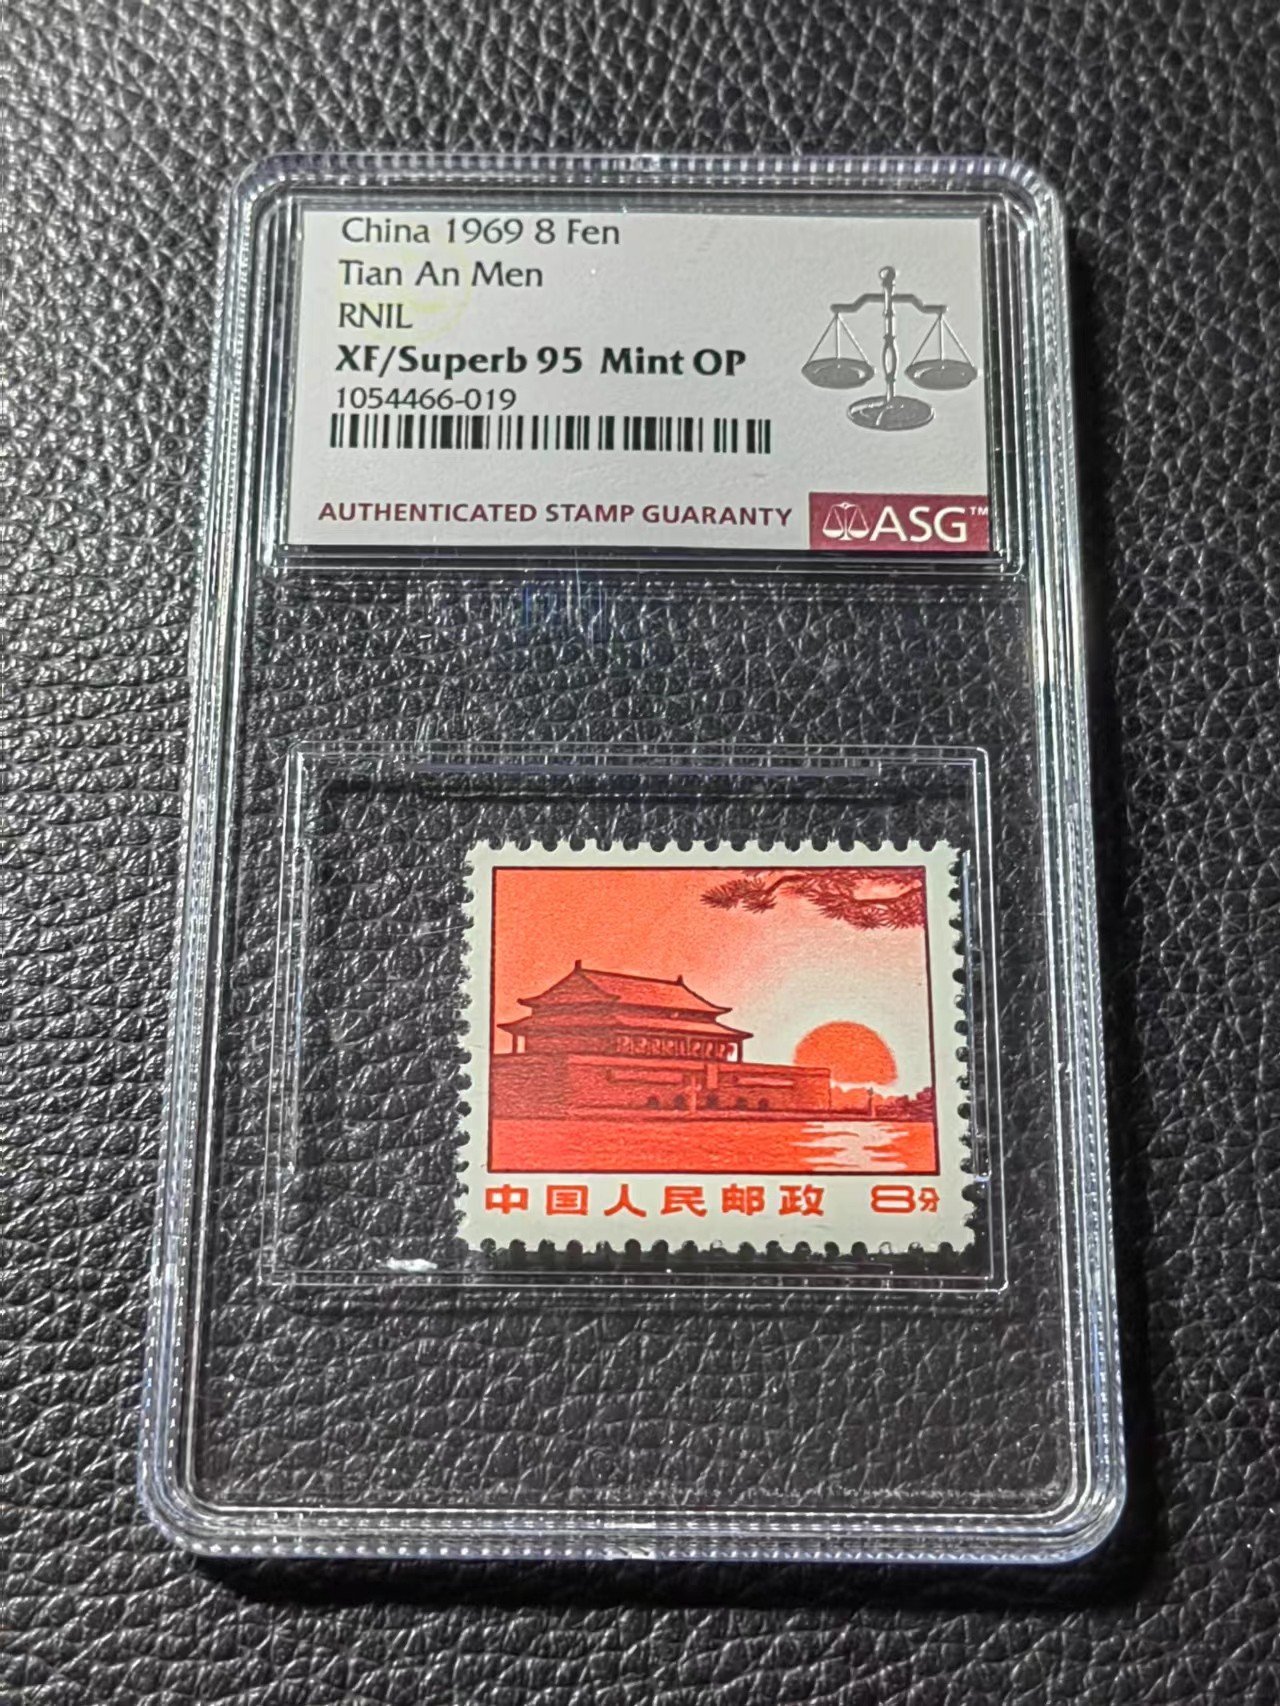 China 1969 8 Fen
Tian An Men
RNIL
XF/Superb 95 Mint OP
1054466-019
AUTHENTICATED STAMP GUARANTY
ASG™
中国人民邮政 8分